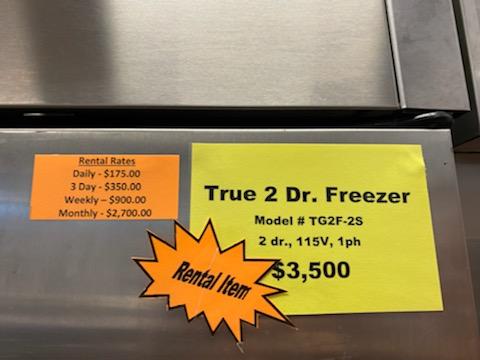 Rental Rates
Daily - $175.00
3 Day - $350.00
Weekly – $900.00
Monthly - $2,700.00
True 2 Dr. Freezer
Model # TG2F-2S
2 dr., 115V, 1ph
$3,500
Rental Item